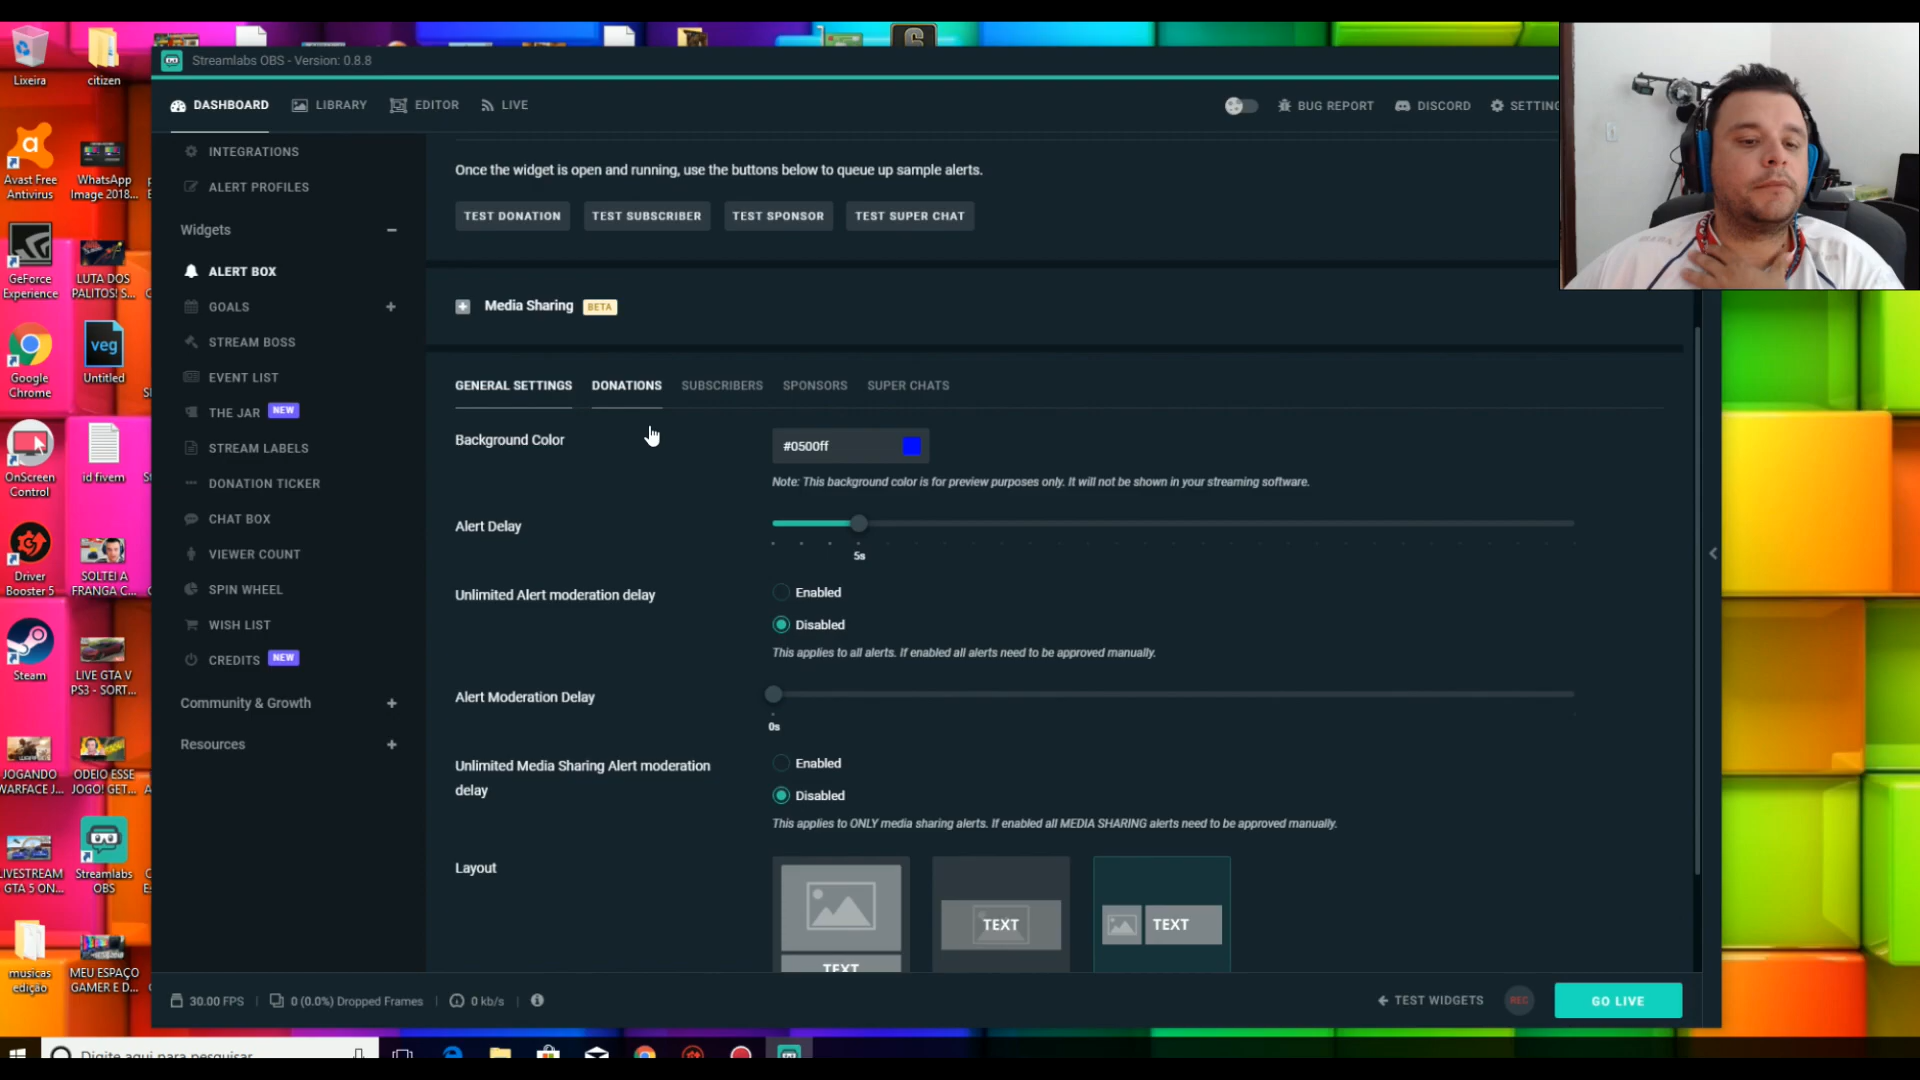 Streamlabs OBS - Version: 0.8.8
DASHBOARD
LIBRARY
EDITOR
LIVE
BUG REPORT
DISCORD
INTEGRATIONS
ALERT PROFILES
Widgets
ALERT BOX
GOALS
STREAM BOSS
EVENT LIST
THE JAR NEW
STREAM LABELS
DONATION TICKER
CHAT BOX
VIEWER COUNT
SPIN WHEEL
WISH LIST
CREDITS NEW
Community & Growth
Resources
Once the widget is open and running, use the buttons below to queue up sample alerts.
TEST DONATION
TEST SUBSCRIBER
TEST SPONSOR
TEST SUPER CHAT
Media Sharing BETA
GENERAL SETTINGS
DONATIONS
SUBSCRIBERS
SPONSORS
SUPER CHATS
Background Color
#0500ff
Note: This background color is for preview purposes only. It will not be shown in your streaming software.
Alert Delay
5s
Unlimited Alert moderation delay
Enabled
Disabled
This applies to all alerts. If enabled all alerts need to be approved manually.
Alert Moderation Delay
0s
Unlimited Media Sharing Alert moderation
delay
Enabled
Disabled
This applies to ONLY media sharing alerts. If enabled all MEDIA SHARING alerts need to be approved manually.
Layout
TEXT
TEXT
TEXT
30.00 FPS
0 (0.0%) Dropped Frames
0 kb/s
TEST WIDGETS
REC
GO LIVE
Lixeira
citizen
Avast Free
Antivirus
WhatsApp
Image 2018...
GeForce
Experience
LUTA DOS
PALITOS! S...
Google
Chrome
veg
Untitled
OnScreen
Control
id fivem
Driver
Booster 5
SOLTEI A
FRANGA C...
Steam
LIVE GTA V
PS3 - SORT...
JOGANDO
WARFACE J...
ODEIO ESSE
JOGO! GET...
LIVESTREAM
GTA 5 ON...
Streamlabs
OBS
musicas
edição
MEU ESPAÇO
GAMER E D...
Digite aqui para pesquisar